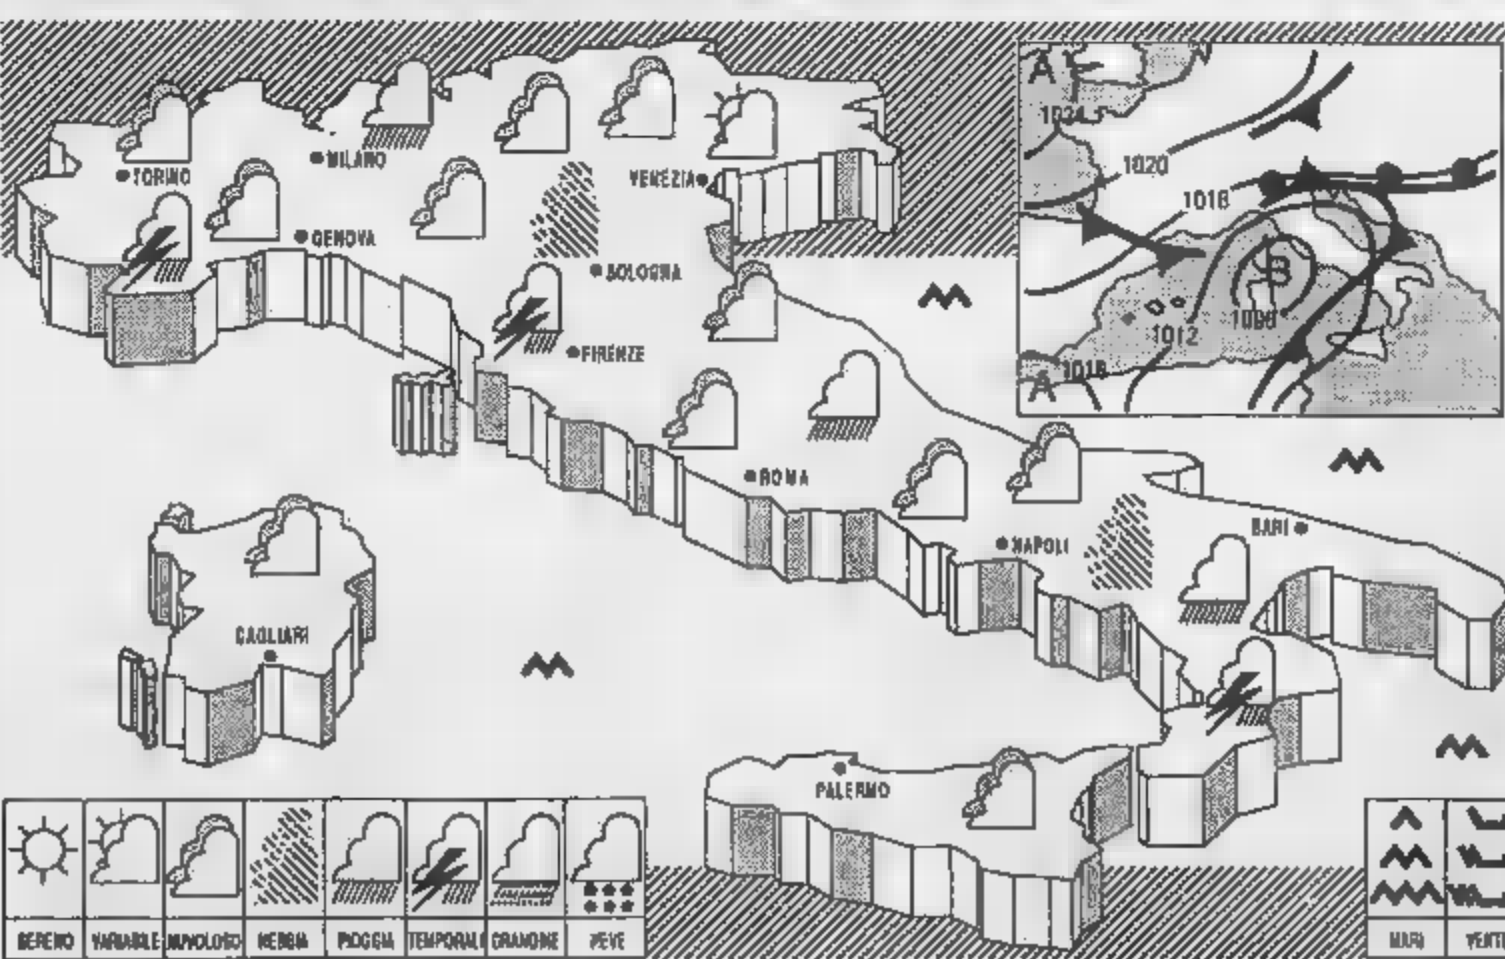 A
1024
1020
1016
B
1012
1016
A
MILANO
TORINO
VENEZIA
GENOVA
BOLOGNA
FIRENZE
ROMA
BARI
NAPOLI
CAGLIARI
PALERMO
SERENO VARIABILE NUVOLOSO NEBBIA PIOGGIA TEMPORALI GRANDINE NEVE
MARI VENTI